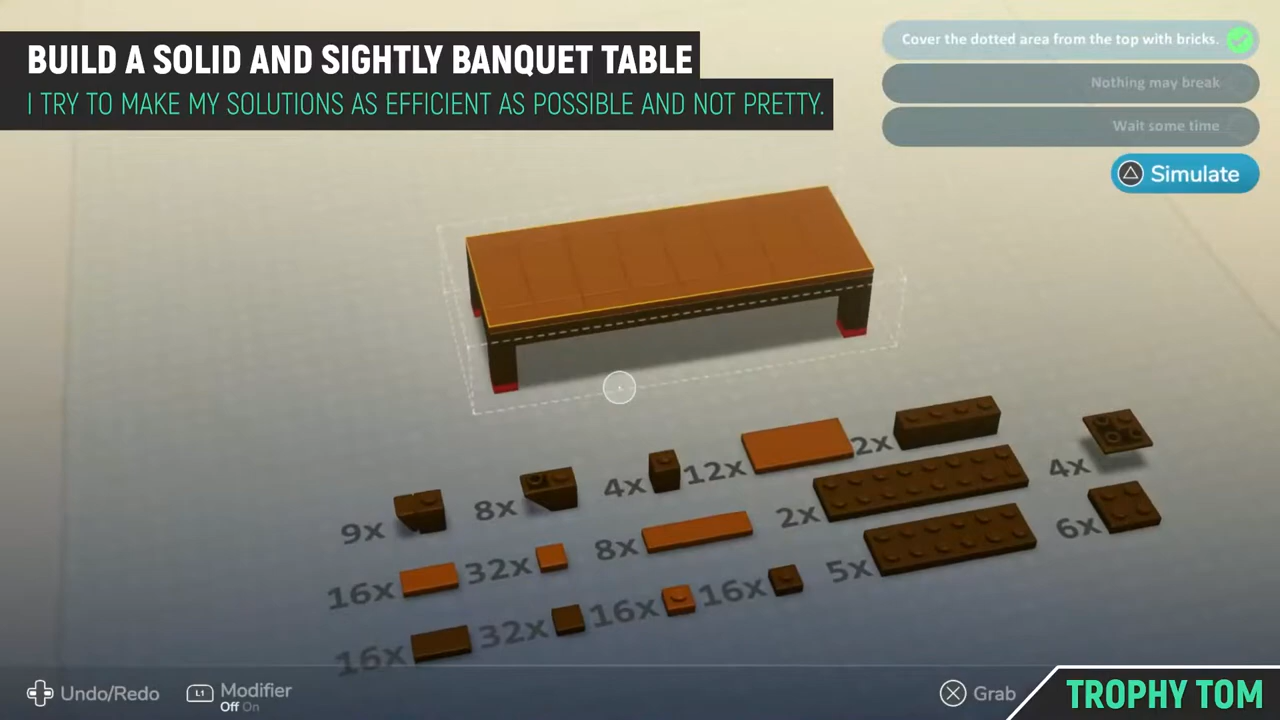 BUILD A SOLID AND SIGHTLY BANQUET TABLE
I TRY TO MAKE MY SOLUTIONS AS EFFICIENT AS POSSIBLE AND NOT PRETTY.
Cover the dotted area from the top with bricks.
Nothing may break
Wait some time
Simulate
2x
4x
4x 12x
8x
9x
2x
6x
8x
32x
16x
5x
16x
16x
32x
16x
Undo/Redo
L1 Modifier
Off On
Grab
TROPHY TOM